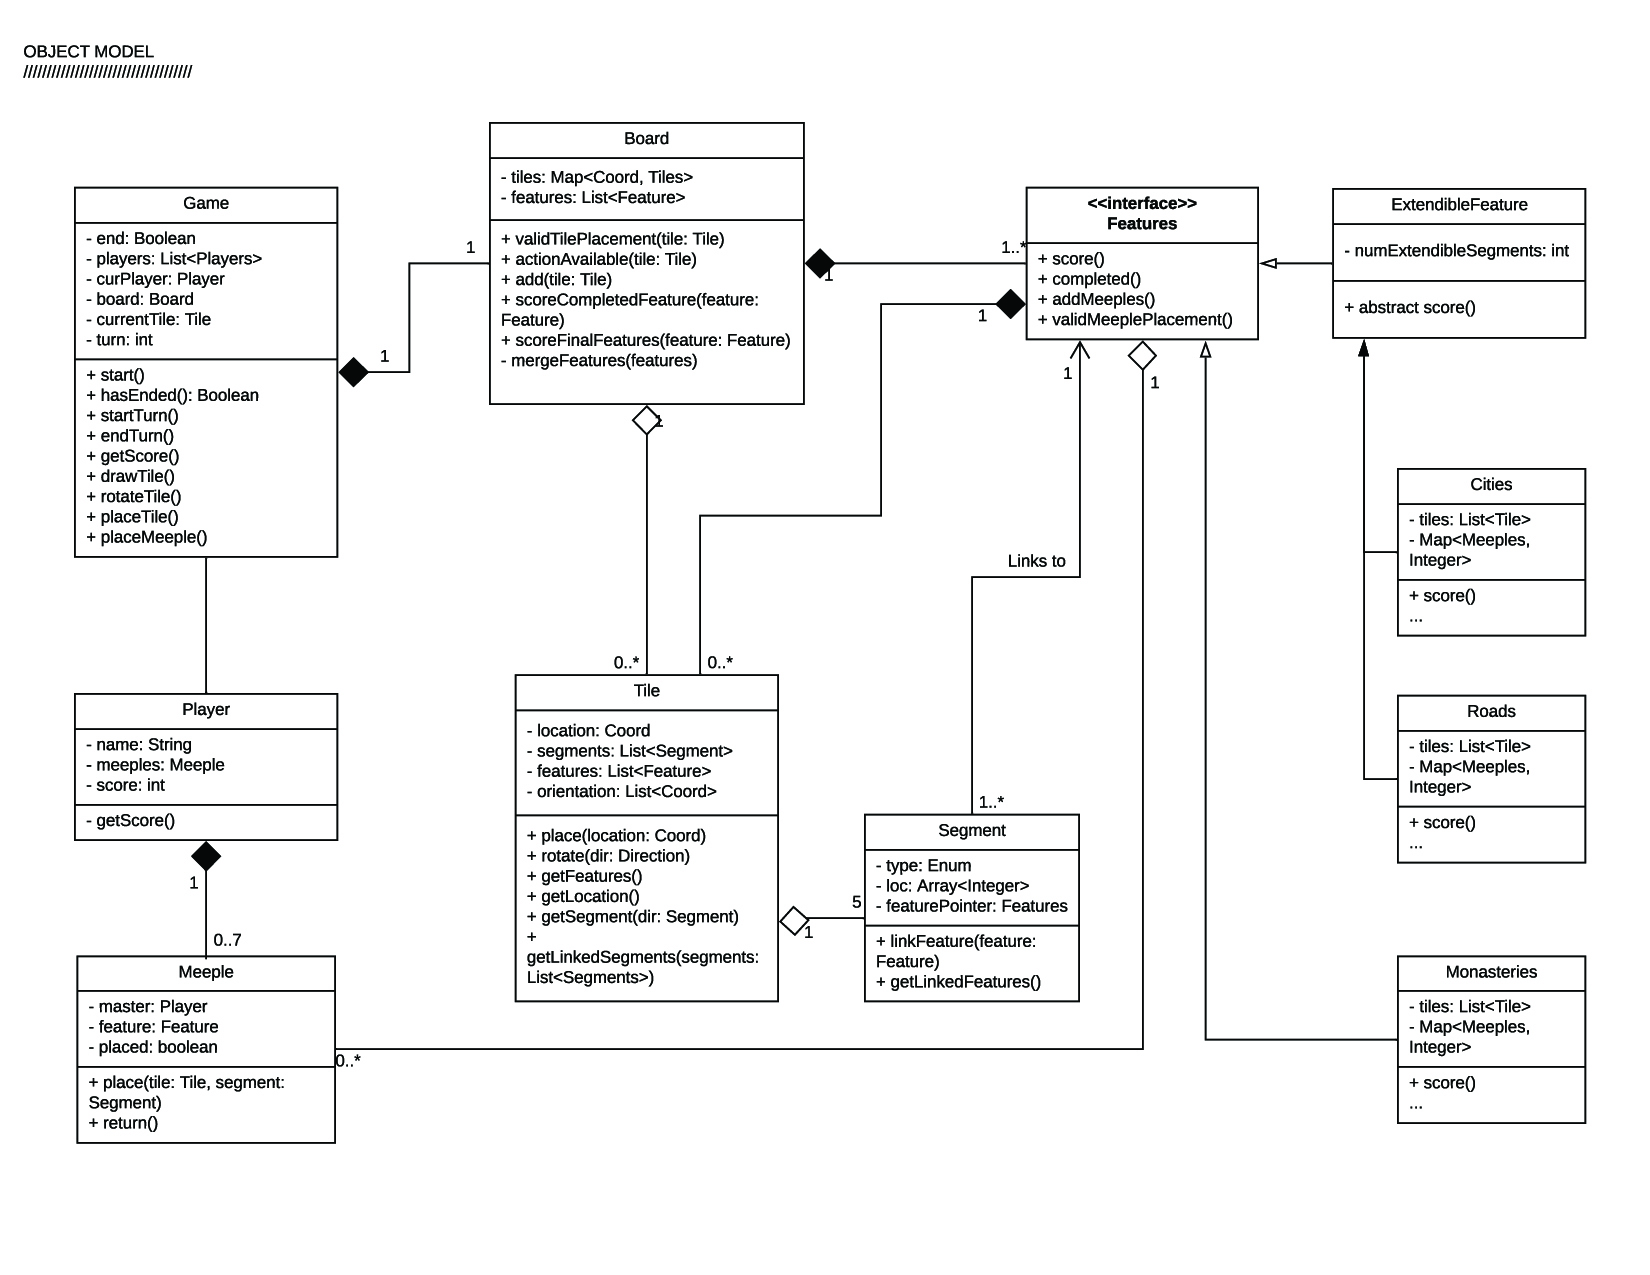 OBJECT MODEL
////////////////////////////////////
Game
- end: Boolean
- players: List<Players>
- curPlayer: Player
- board: Board
- currentTile: Tile
- turn: int
+ start()
+ hasEnded(): Boolean
+ startTurn()
+ endTurn()
+ getScore()
+ drawTile()
+ rotateTile()
+ placeTile()
+ placeMeeple()
1
1
Board
- tiles: Map<Coord, Tiles>
- features: List<Feature>
+ validTilePlacement(tile: Tile)
+ actionAvailable(tile: Tile)
+ add(tile: Tile)
+ scoreCompletedFeature(feature:
Feature)
+ scoreFinalFeatures(feature: Feature)
- mergeFeatures(features)
1
1..*
1
<<interface>>
Features
+ score()
+ completed()
+ addMeeples()
+ validMeeplePlacement()
1
1
1
ExtendibleFeature
- numExtendibleSegments: int
+ abstract score()
Cities
- tiles: List<Tile>
- Map<Meeples,
Integer>
+ score()
...
Links to
0..*
0..*
Player
- name: String
- meeples: Meeple
- score: int
- getScore()
1
0..7
Tile
- location: Coord
- segments: List<Segment>
- features: List<Feature>
- orientation: List<Coord>
+ place(location: Coord)
+ rotate(dir: Direction)
+ getFeatures()
+ getLocation()
+ getSegment(dir: Segment)
+
getLinkedSegments(segments:
List<Segments>)
1
5
1..*
Segment
- type: Enum
- loc: Array<Integer>
- featurePointer: Features
+ linkFeature(feature:
Feature)
+ getLinkedFeatures()
Roads
- tiles: List<Tile>
- Map<Meeples,
Integer>
+ score()
...
Meeple
- master: Player
- feature: Feature
- placed: boolean
+ place(tile: Tile, segment:
Segment)
+ return()
0..*
Monasteries
- tiles: List<Tile>
- Map<Meeples,
Integer>
+ score()
...